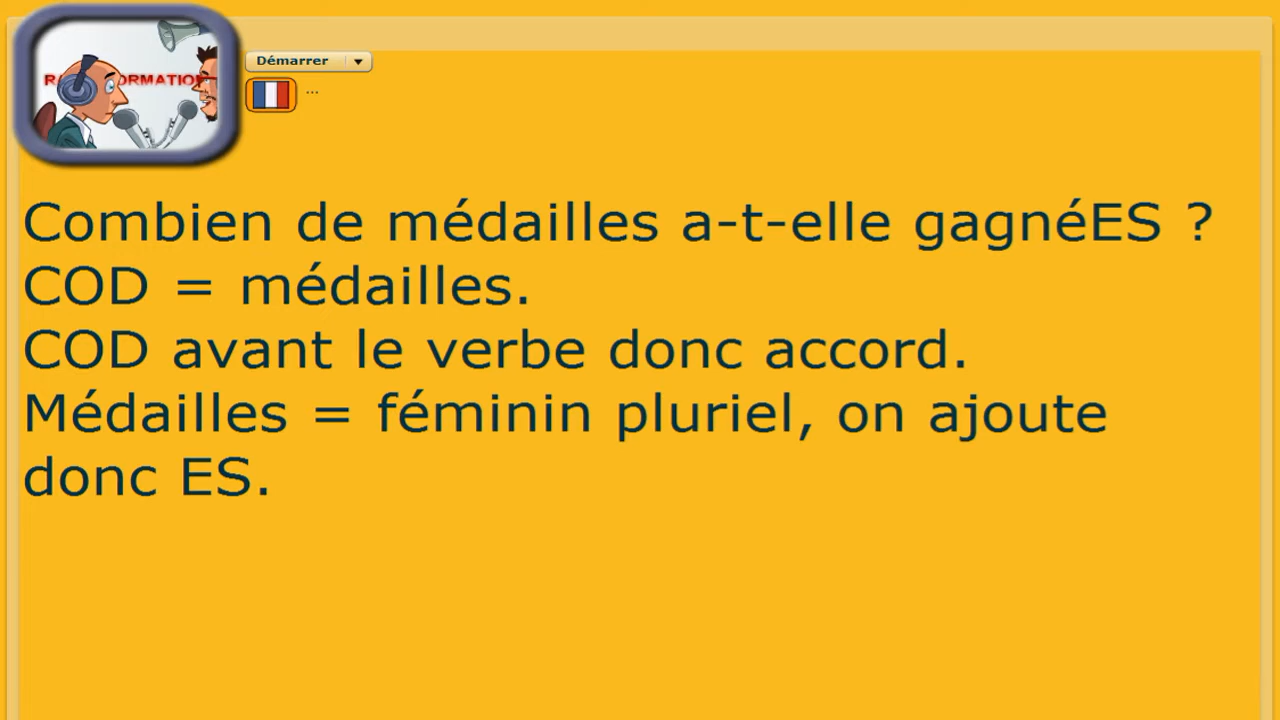 Démarrer
...
Combien de médailles a-t-elle gagnéES ?
COD = médailles.
COD avant le verbe donc accord.
Médailles = féminin pluriel, on ajoute
donc ES.